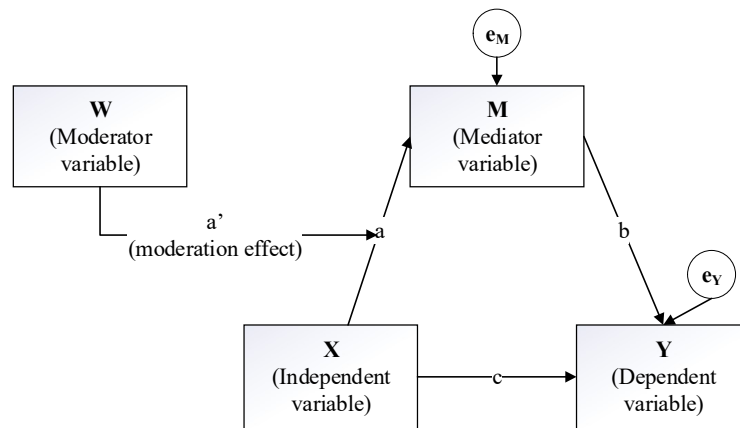 e_M
W
(Moderator
variable)
M
(Mediator
variable)
a’
(moderation effect)
a
b
e_Y
X
(Independent
variable)
c
Y
(Dependent
variable)